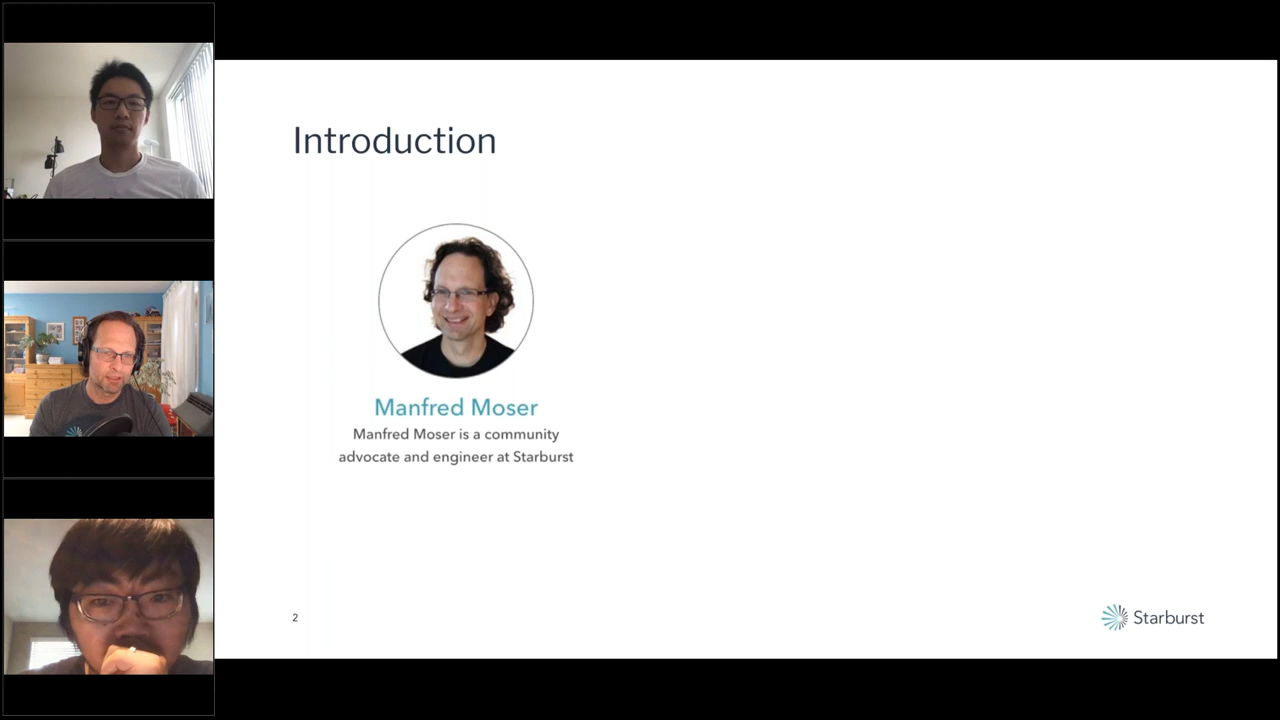 Introduction
Manfred Moser
Manfred Moser is a community
advocate and engineer at Starburst
2
Starburst